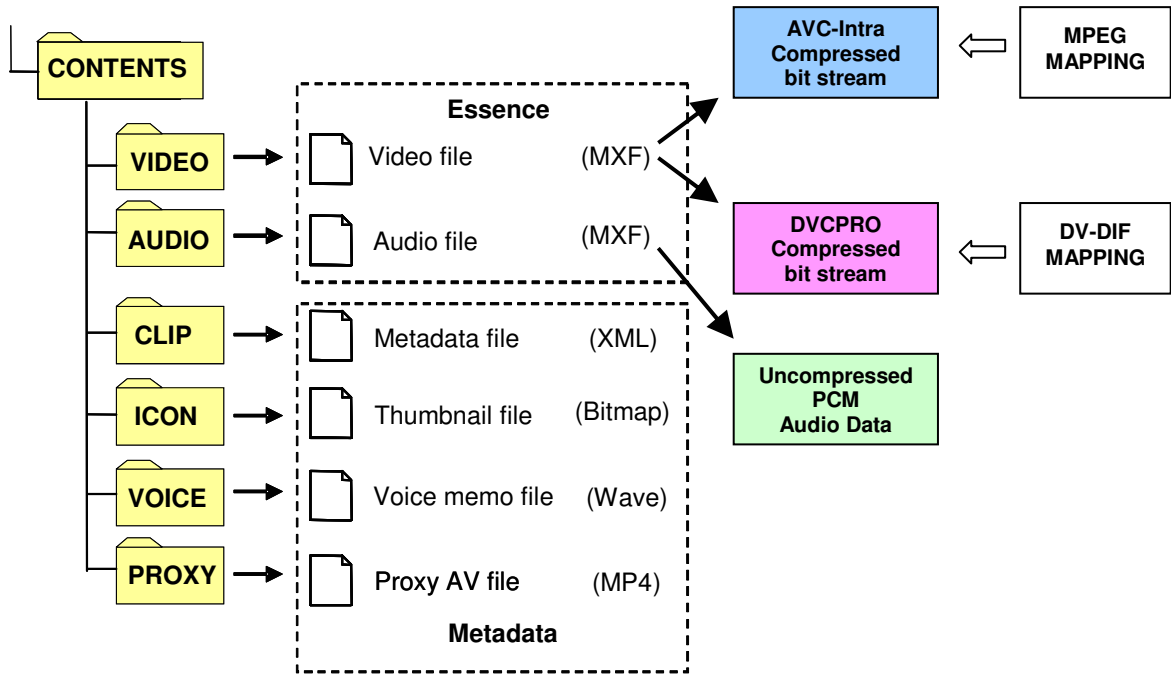 CONTENTS
VIDEO
AUDIO
CLIP
ICON
VOICE
PROXY
Essence
Video file (MXF)
Audio file (MXF)
Metadata file (XML)
Thumbnail file (Bitmap)
Voice memo file (Wave)
Proxy AV file (MP4)
Metadata
AVC-Intra
Compressed
bit stream
MPEG
MAPPING
DVCPRO
Compressed
bit stream
DV-DIF
MAPPING
Uncompressed
PCM
Audio Data